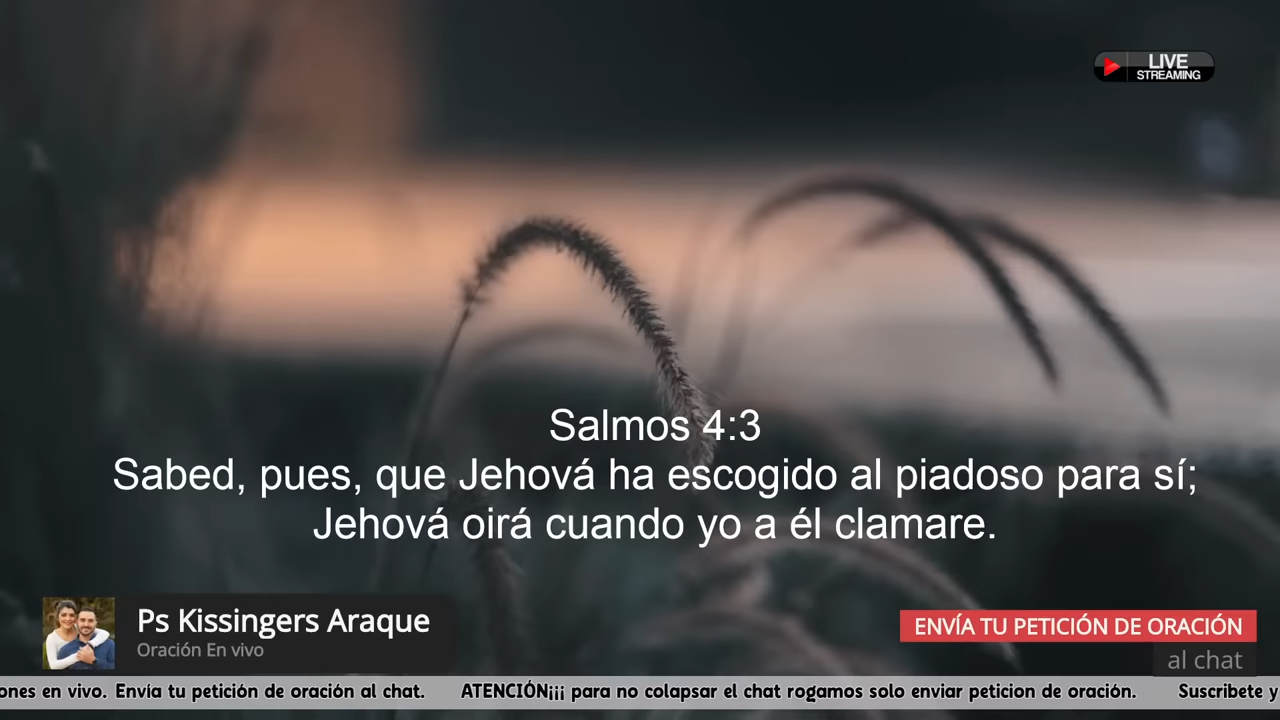 LIVE
STREAMING
Salmos 4:3
Sabed, pues, que Jehová ha escogido al piadoso para sí;
Jehová oirá cuando yo a él clamare.
Ps Kissingers Araque
Oración En vivo
ENVÍA TU PETICIÓN DE ORACIÓN
al chat
ones en vivo. Envía tu petición de oración al chat. ATENCIÓN¡¡¡ para no colapsar el chat rogamos solo enviar peticion de oración. Suscribete y